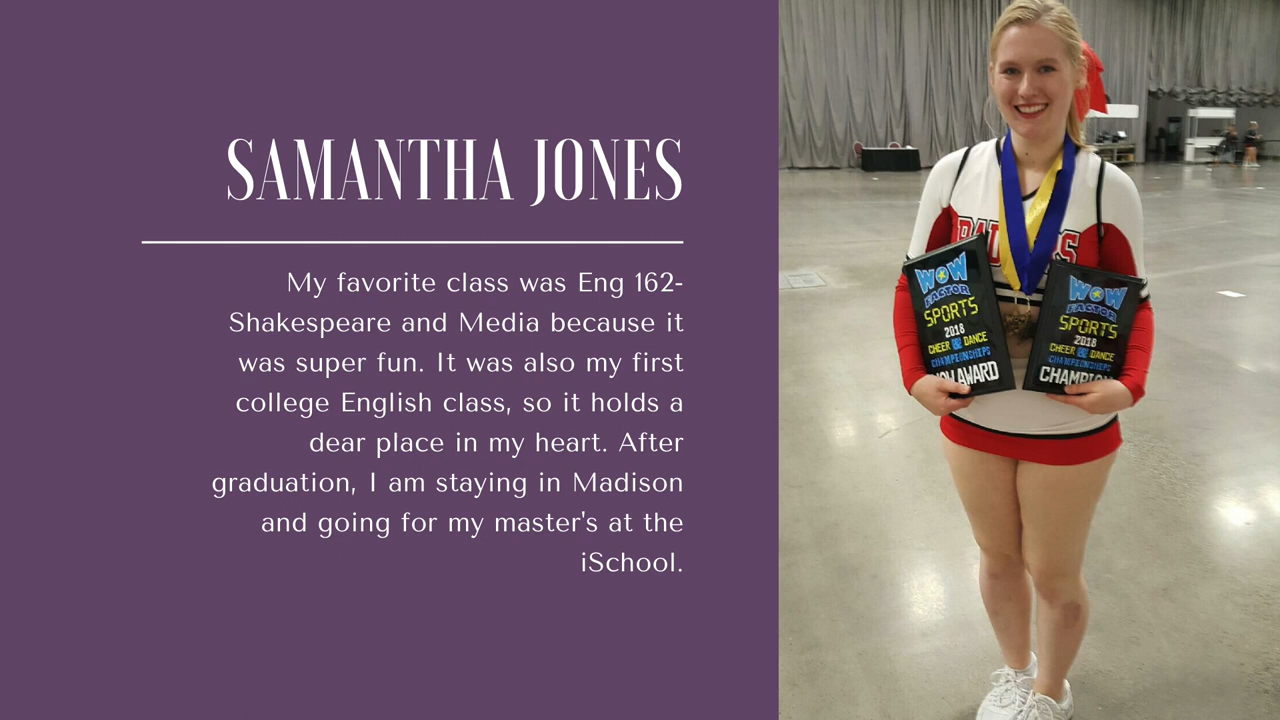 SAMANTHA JONES
My favorite class was Eng 162-
Shakespeare and Media because it
was super fun. It was also my first
college English class, so it holds a
dear place in my heart. After
graduation, I am staying in Madison
and going for my master's at the
iSchool.
WOW
FACTOR
SPORTS
2018
CHEER & DANCE
CHAMPIONSHIPS
WOW AWARD
WOW
FACTOR
SPORTS
2018
CHEER & DANCE
CHAMPIONSHIPS
CHAMPION